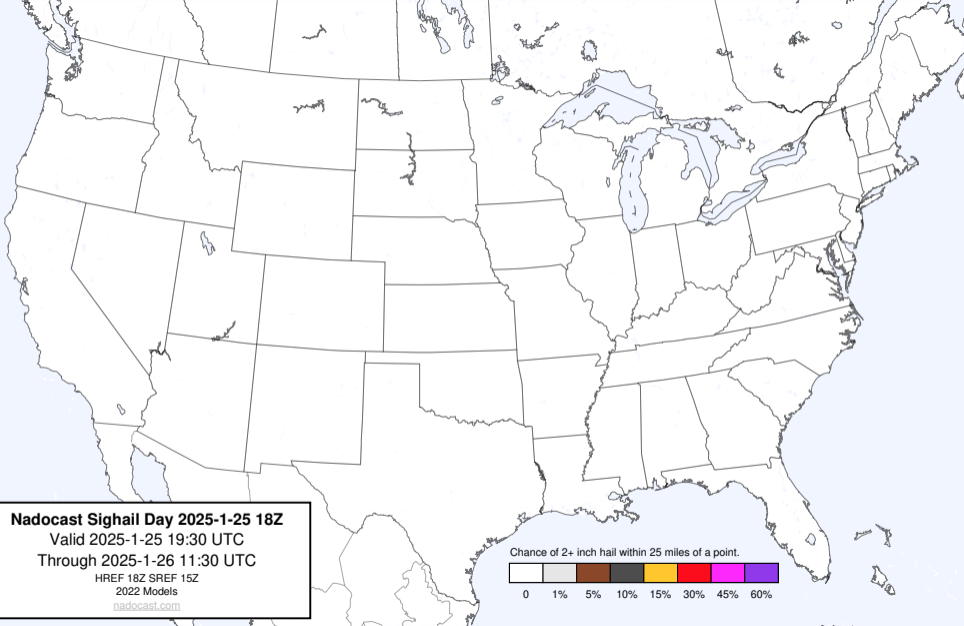 Nadocast Sighail Day 2025-1-25 18Z
Valid 2025-1-25 19:30 UTC
Through 2025-1-26 11:30 UTC
HREF 18Z SREF 15Z
2022 Models
nadocast.com
Chance of 2+ inch hail within 25 miles of a point.
0 1% 5% 10% 15% 30% 45% 60%